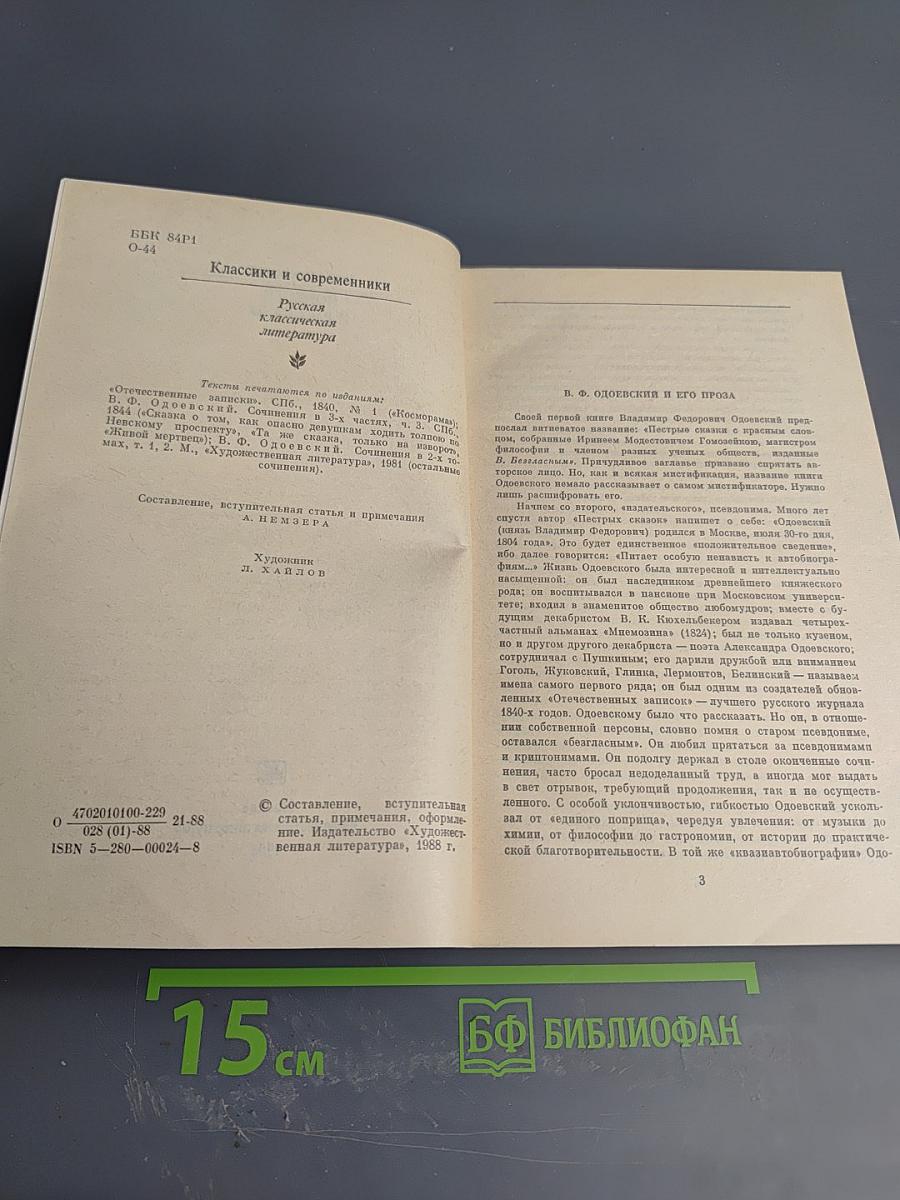 ББК 84Р1
О-44
Классики и современники
Русская
классическая
литература
Тексты печатаются по изданиям:
«Отечественные записки». СПб., 1840, № 1 («Косморама»);
В. Ф. Одоевский. Сочинения в 3-х частях, ч. 3. СПб.,
1844 («Сказка о том, как опасно девушкам ходить толпою по
Невскому проспекту», «Та же сказка, только на изворот»,
«Живой мертвец»); В. Ф. Одоевский. Сочинения в 2-х то-
мах, т. 1, 2. М., «Художественная литература», 1981 (остальные
сочинения).
Составление, вступительная статья и примечания
А. НЕМЗЕРА
Художник
Л. ХАЙЛОВ
О 4702010100-229 21-88
028 (01)-88
ISBN 5—280—00024—8
© Составление, вступительная
статья, примечания, оформле-
ние. Издательство «Художест-
венная литература», 1988 г.
В. Ф. ОДОЕВСКИЙ И ЕГО ПРОЗА
Своей первой книге Владимир Федорович Одоевский пред-
послал витиеватое название: «Пестрые сказки с красным слов-
цом, собранные Иринеем Модестовичем Гомозейкою, магистром
философии и членом разных ученых обществ, изданные
В. Безгласным». Причудливое заглавье призвано спрятать ав-
торское лицо. Но, как и всякая мистификация, название книги
Одоевского немало рассказывает о самом мистификаторе. Нужно
лишь расшифровать его.
Начнем со второго, «издательского», псевдонима. Много лет
спустя автор «Пестрых сказок» напишет о себе: «Одоевский
(князь Владимир Федорович) родился в Москве, июля 30-го дня,
1804 года». Это будет единственное «положительное сведение»,
ибо далее говорится: «Питает особую ненависть к автобиогра-
фиям...» Жизнь Одоевского была интересной и интеллектуально
насыщенной: он был наследником древнейшего княжеского
рода; он воспитывался в пансионе при Московском универси-
тете; входил в знаменитое общество любомудров; вместе с бу-
дущим декабристом В. К. Кюхельбекером издавал четырех-
частный альманах «Мнемозина» (1824); был не только кузеном,
но и другом другого декабриста — поэта Александра Одоевского;
сотрудничал с Пушкиным; его дарили дружбой или вниманием
Гоголь, Жуковский, Глинка, Лермонтов, Белинский — называем
имена самого первого ряда; он был одним из создателей обнов-
ленных «Отечественных записок» — лучшего русского журнала
1840-х годов. Одоевскому было что рассказать. Но он, в отноше-
нии собственной персоны, словно помня о старом псевдониме,
оставался «безгласным». Он любил прятаться за псевдонимами
и криптонимами. Он подолгу держал в столе оконченные сочи-
нения, часто бросал недоделанный труд, а иногда мог выдать
в свет отрывок, требующий продолжения, так и не осуществ-
ленного. С особой уклончивостью, гибкостью Одоевский усколь-
зал от «единого поприща», чередуя увлечения: от музыки до
химии, от философии до гастрономии, от истории до практиче-
ской благотворительности. В той же «квазиавтобиографии» Одо-
3
15 см
БФ БИБЛИОФАН